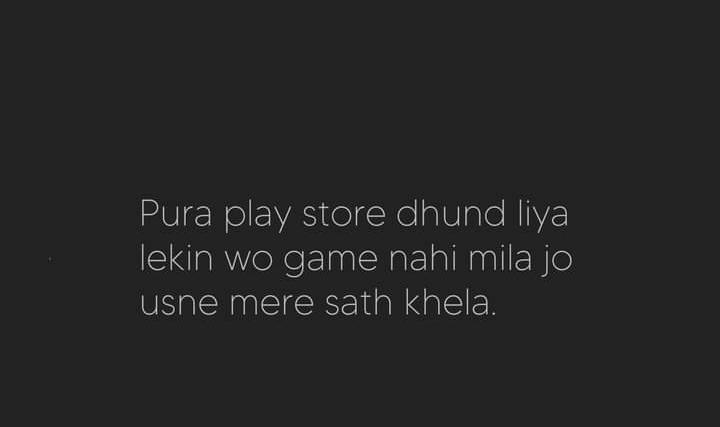 Pura play store dhund liya
lekin wo game nahi mila jo
usne mere sath khela.